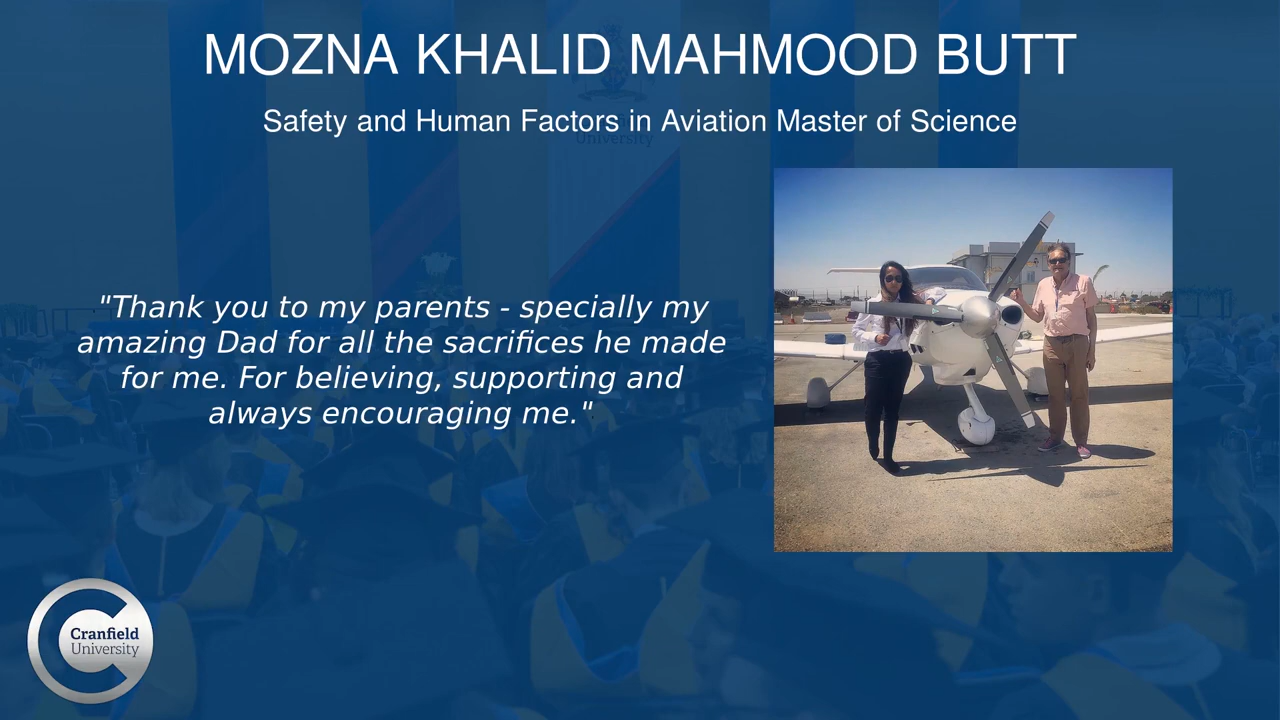 MOZNA KHALID MAHMOOD BUTT
Safety and Human Factors in Aviation Master of Science
University
"Thank you to my parents - specially my
amazing Dad for all the sacrifices he made
for me. For believing, supporting and
always encouraging me."
Cranfield
University